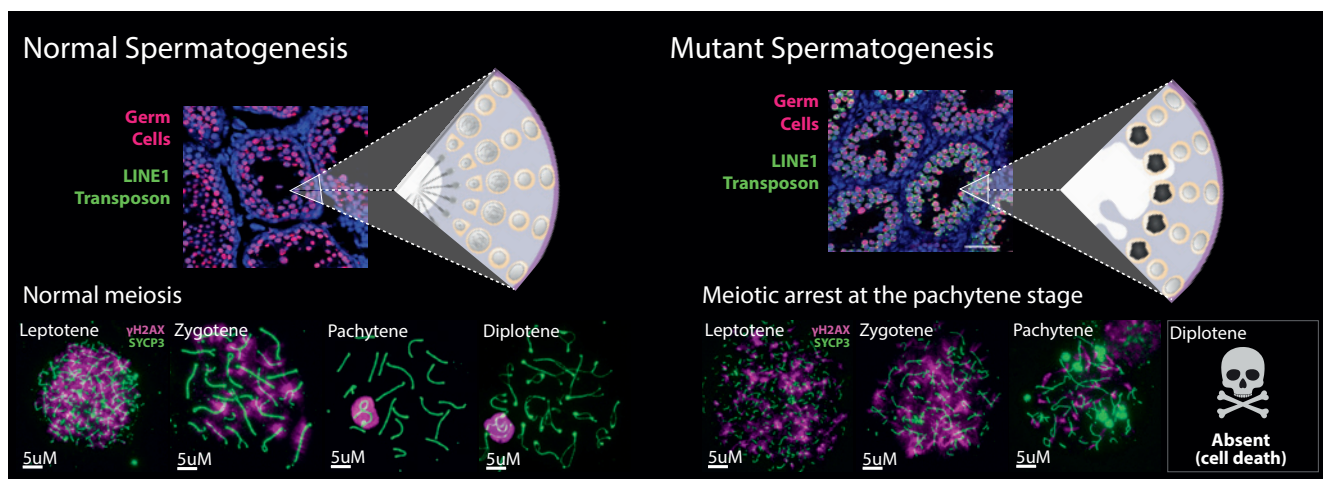 Normal Spermatogenesis
Germ
Cells
LINE1
Transposon
Normal meiosis
Leptotene
γH2AX
SYCP3
5uM
Zygotene
5uM
Pachytene
5uM
Diplotene
5uM
Mutant Spermatogenesis
Germ
Cells
LINE1
Transposon
Meiotic arrest at the pachytene stage
Leptotene
γH2AX
SYCP3
5uM
Zygotene
5uM
Pachytene
5uM
Diplotene
Absent
(cell death)